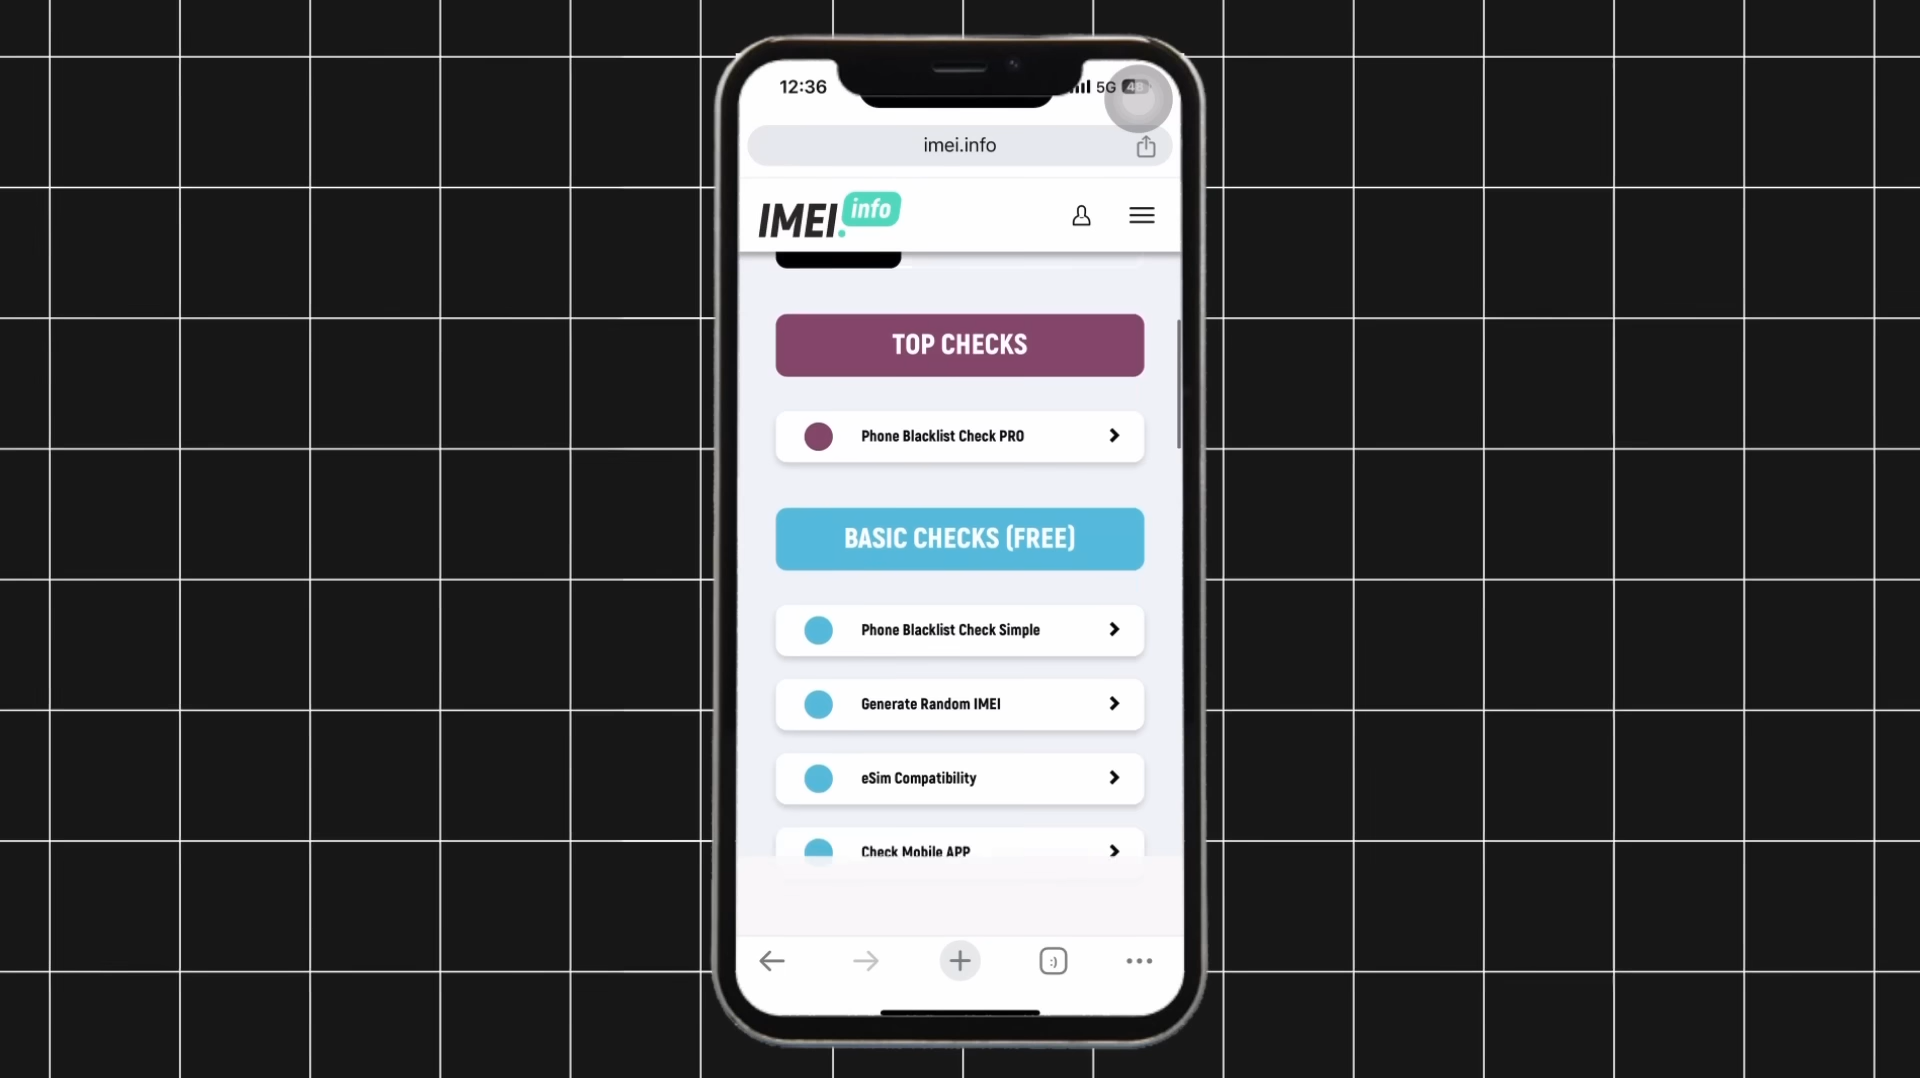 12:36
5G 48
imei.info
IMEI.info
TOP CHECKS
Phone Blacklist Check PRO
BASIC CHECKS (FREE)
Phone Blacklist Check Simple
Generate Random IMEI
eSim Compatibility
Check Mobile APP
:)